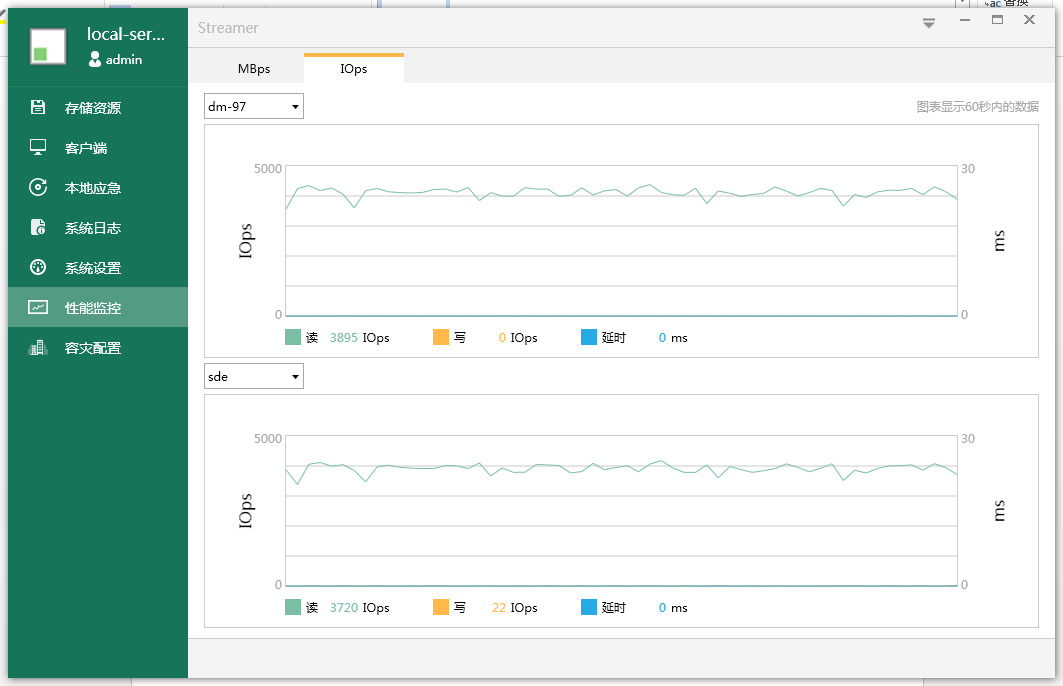 ac 替换
local-ser...
admin
存储资源
客户端
本地应急
系统日志
系统设置
性能监控
容灾配置
Streamer
MBps
IOps
dm-97
图表显示60秒内的数据
5000
30
IOps
ms
0
0
读 3895 IOps 写 0 IOps 延时 0 ms
sde
5000
30
IOps
ms
0
0
读 3720 IOps 写 22 IOps 延时 0 ms